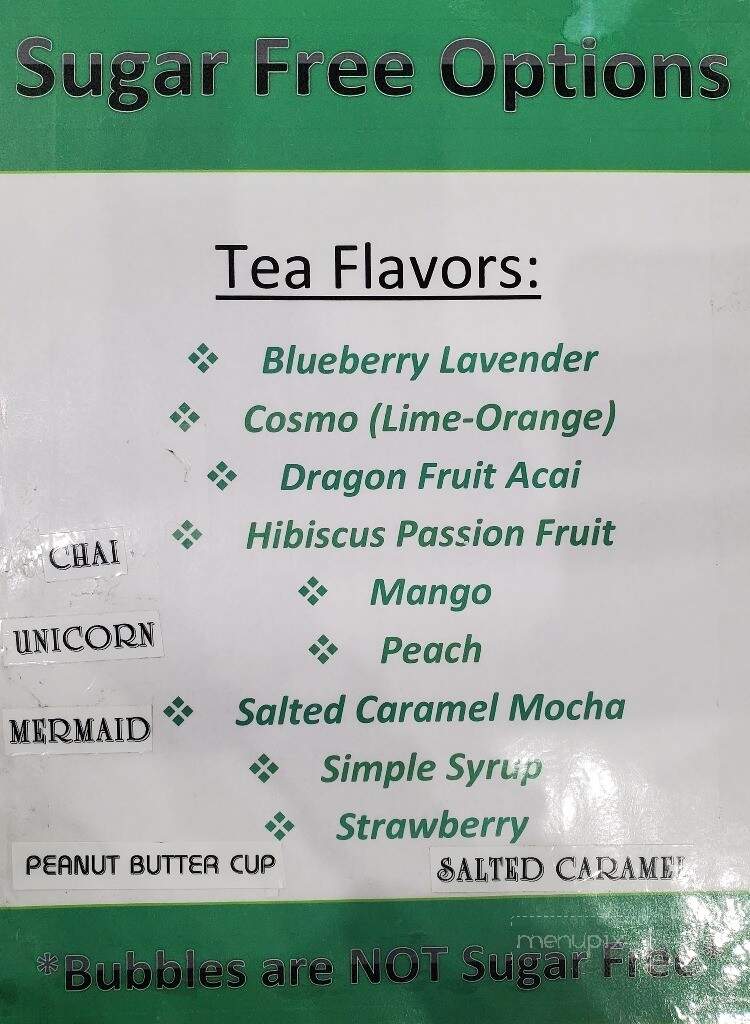 Sugar Free Options
Tea Flavors:
❖ Blueberry Lavender
❖ Cosmo (Lime-Orange)
❖ Dragon Fruit Acai
❖ Hibiscus Passion Fruit
CHAI
❖ Mango
UNICORN
❖ Peach
MERMAID
❖ Salted Caramel Mocha
❖ Simple Syrup
❖ Strawberry
PEANUT BUTTER CUP
SALTED CARAMEL
menupix
*Bubbles are NOT Sugar Free*